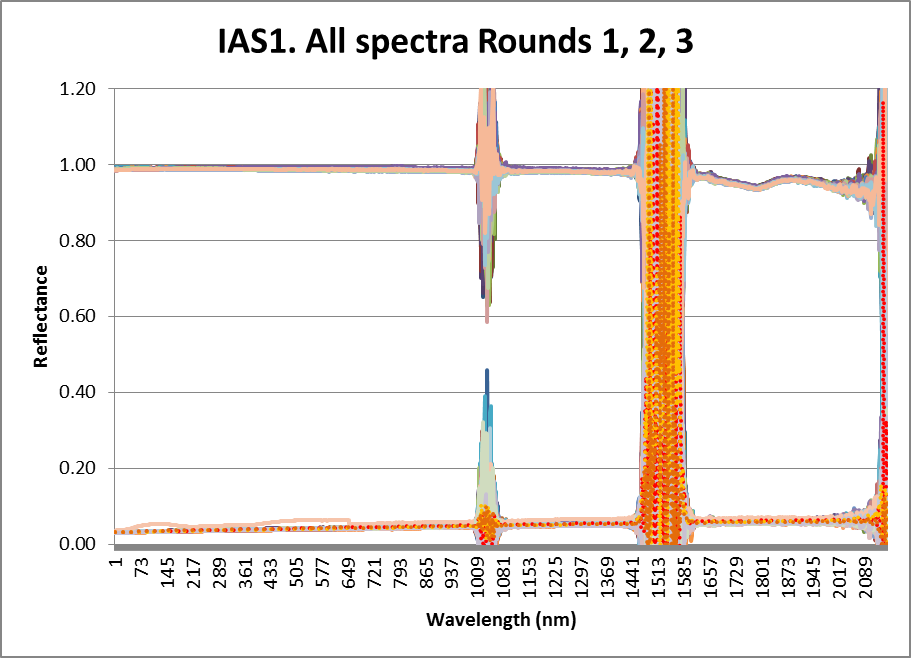 IAS1. All spectra Rounds 1, 2, 3
1.20
1.00
0.80
0.60
0.40
0.20
0.00
Reflectance
1 73 145 217 289 361 433 505 577 649 721 793 865 937 1009 1081 1153 1225 1297 1369 1441 1513 1585 1657 1729 1801 1873 1945 2017 2089
Wavelength (nm)